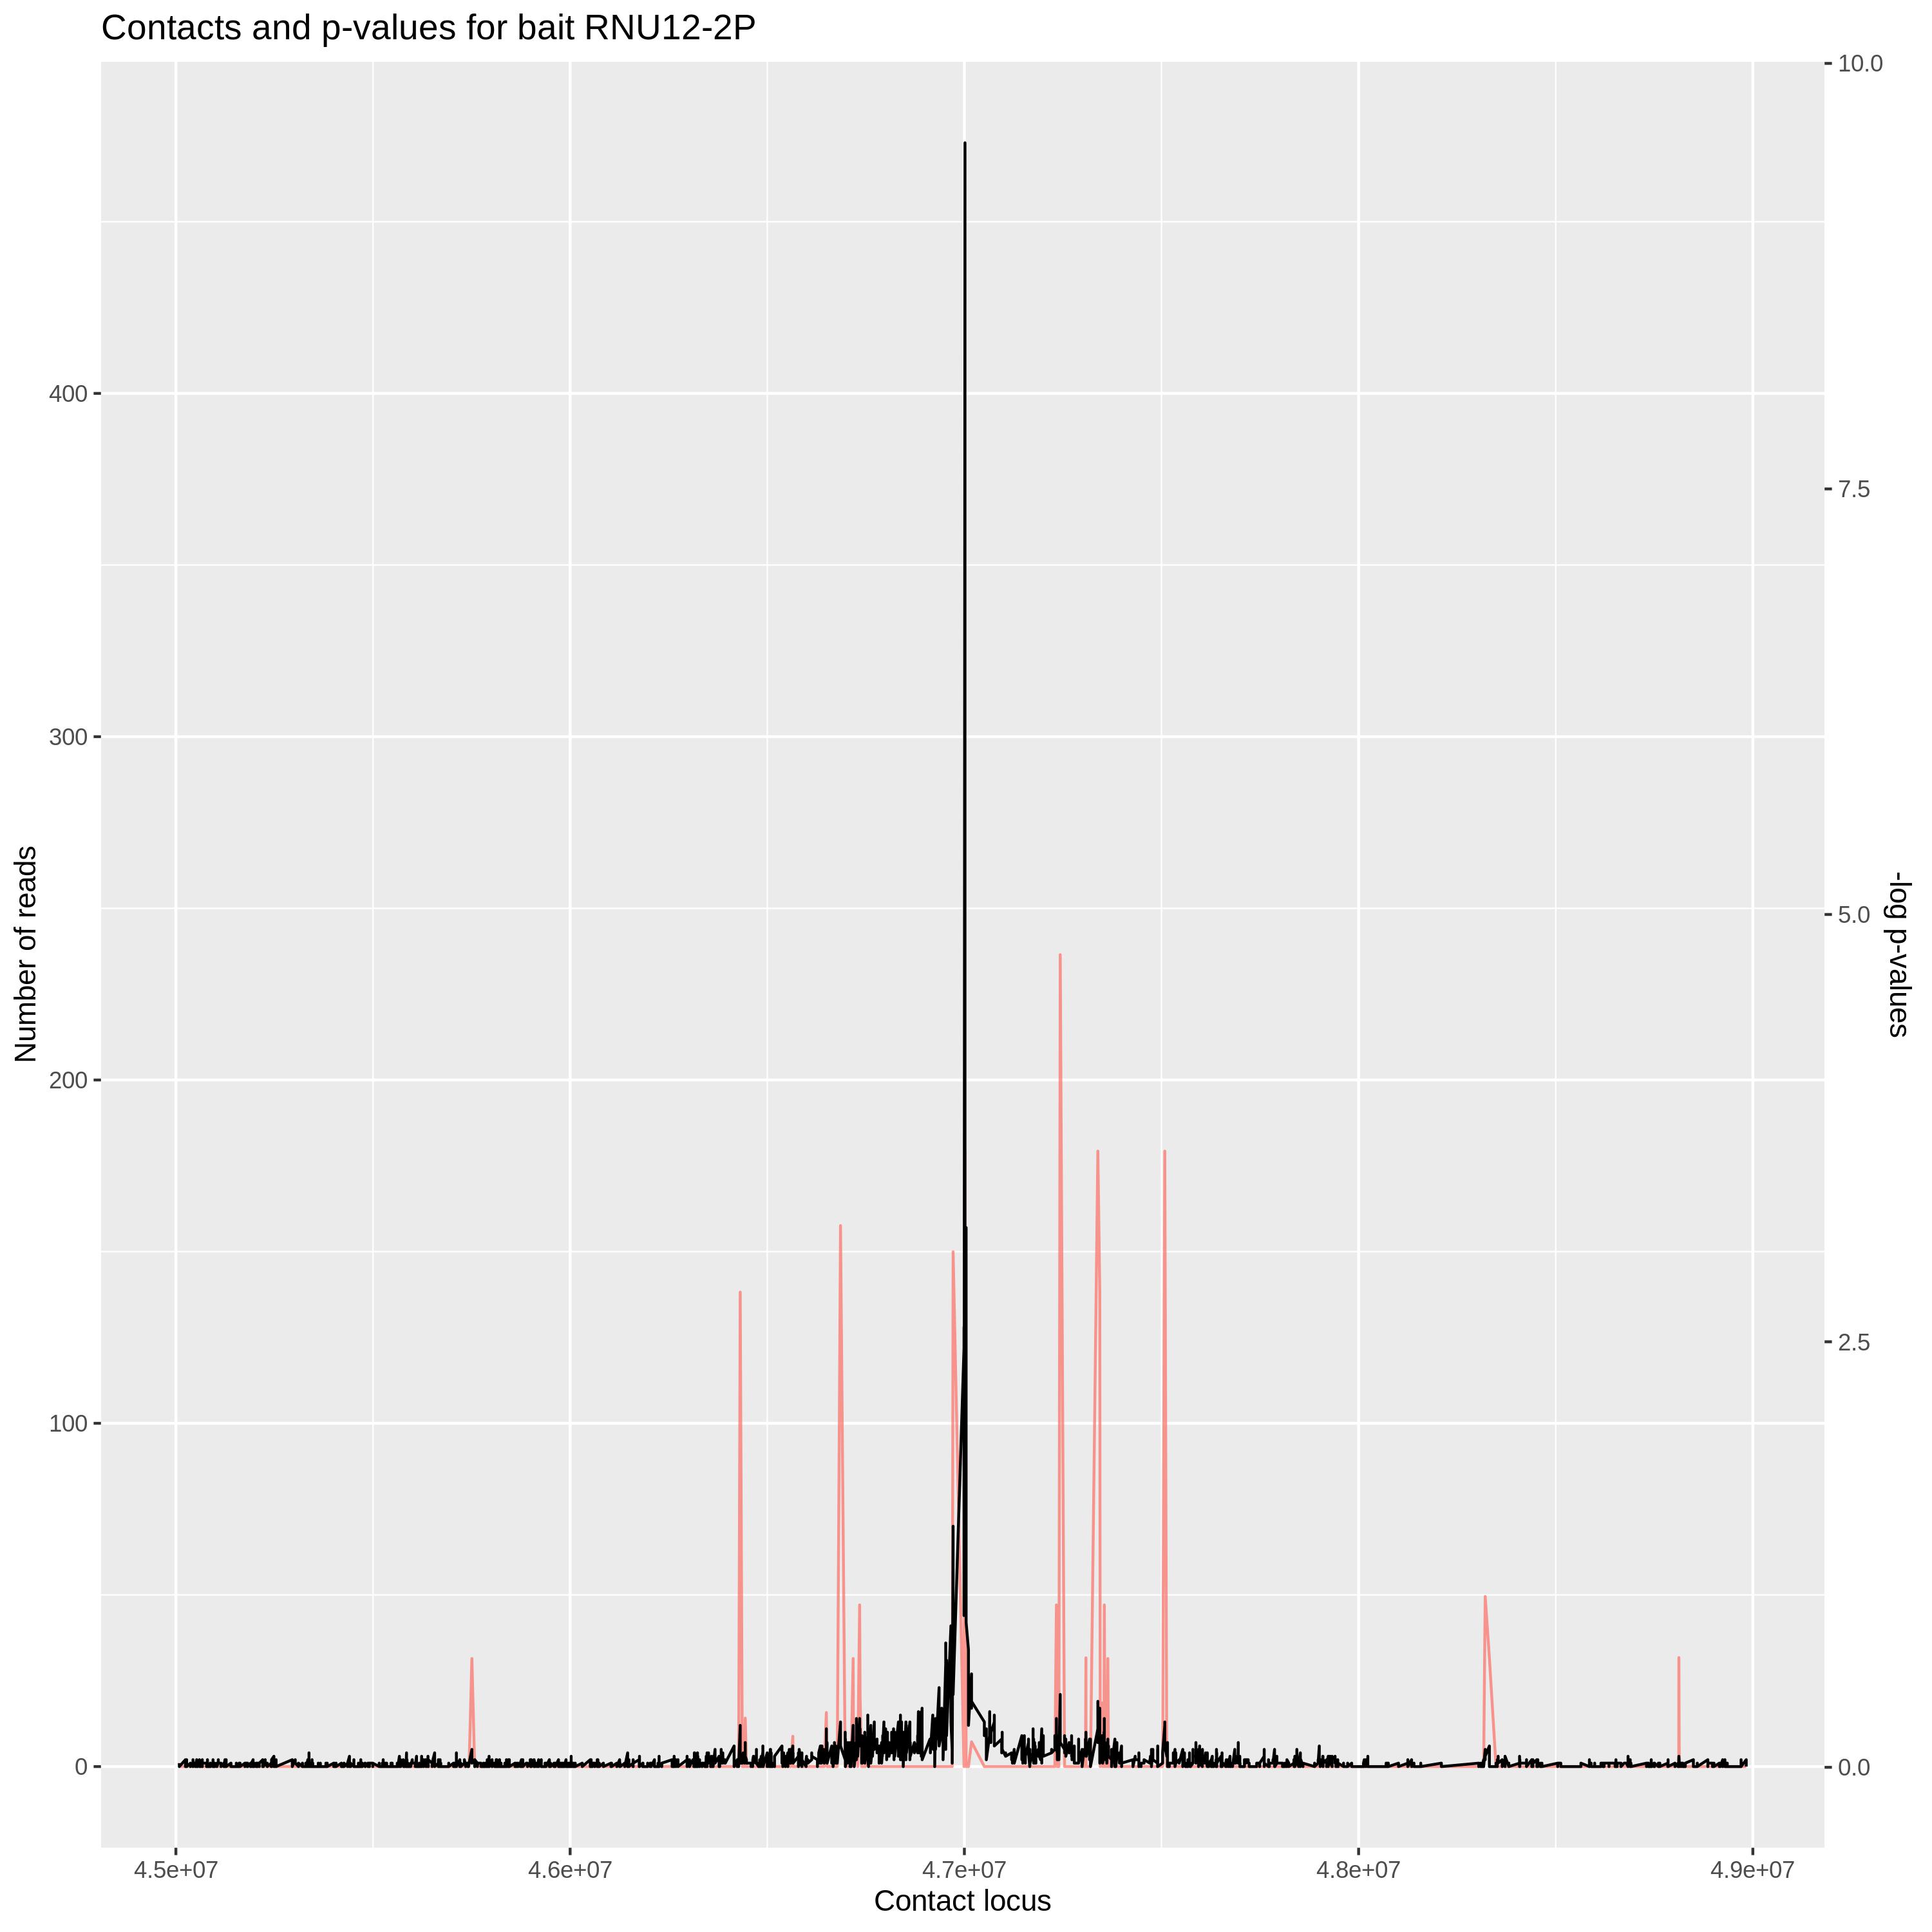 Contacts and p-values for bait RNU12-2P
10.0
400
7.5
300
Number of reads
5.0
-log p-values
200
2.5
100
0
0.0
4.5e+07
4.6e+07
4.7e+07
4.8e+07
4.9e+07
Contact locus